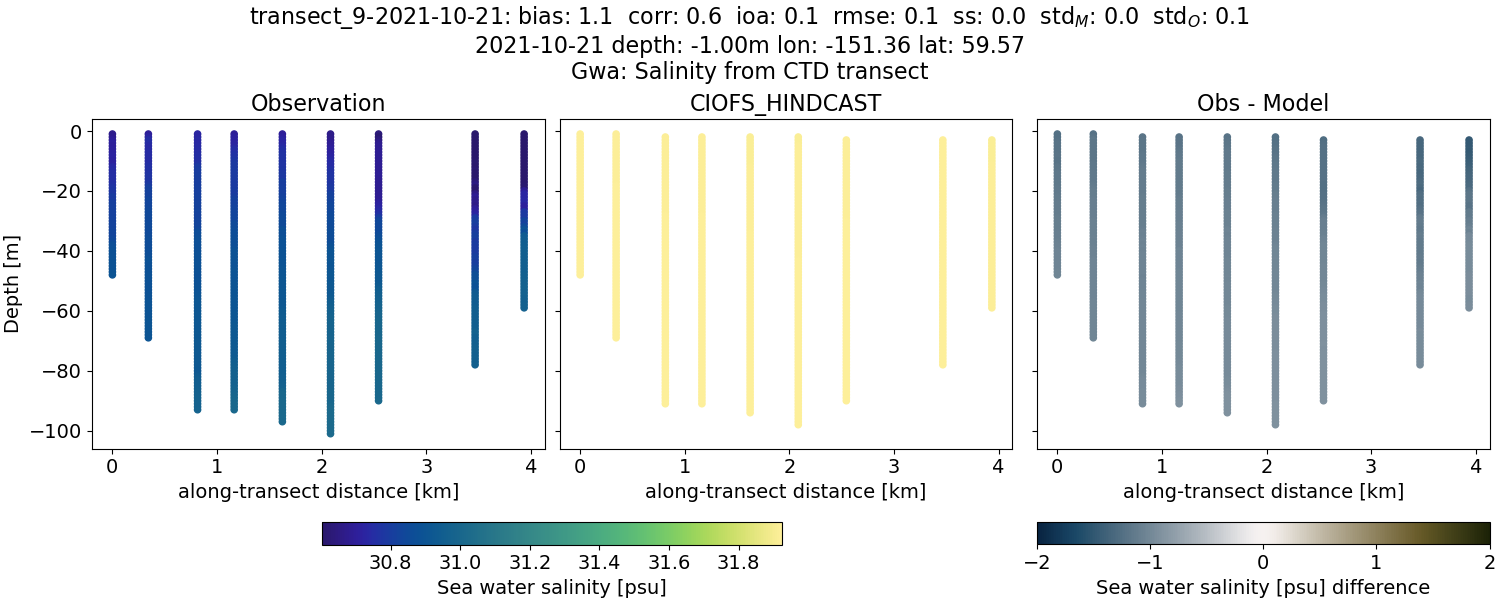 transect_9-2021-10-21: bias: 1.1 corr: 0.6 ioa: 0.1 rmse: 0.1 ss: 0.0 std_M: 0.0 std_O: 0.1
2021-10-21 depth: -1.00m lon: -151.36 lat: 59.57
Gwa: Salinity from CTD transect
Observation
CIOFS_HINDCAST
Obs - Model
Depth [m]
0
−20
−40
−60
−80
−100
0 1 2 3 4
0 1 2 3 4
0 1 2 3 4
along-transect distance [km]
along-transect distance [km]
along-transect distance [km]
30.8 31.0 31.2 31.4 31.6 31.8
Sea water salinity [psu]
−2 −1 0 1 2
Sea water salinity [psu] difference